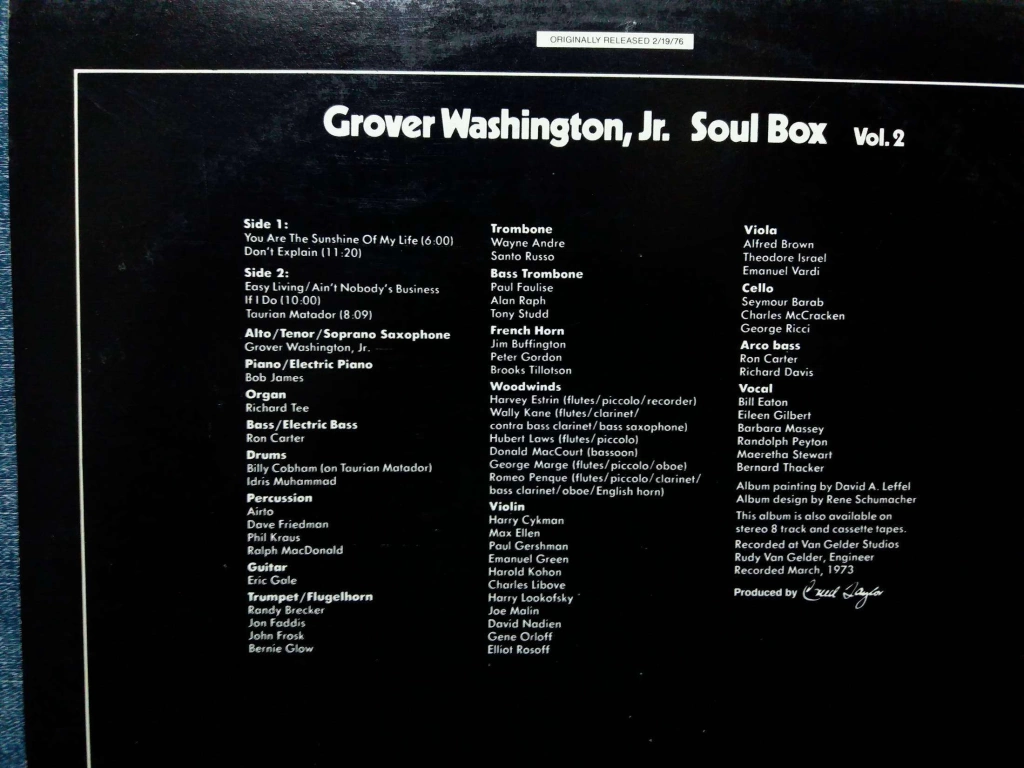 ORIGINALLY RELEASED 2/19/76
Grover Washington, Jr. Soul Box Vol. 2
Side 1:
You Are The Sunshine Of My Life (6:00)
Don't Explain (11:20)
Side 2:
Easy Living/Ain't Nobody's Business
If I Do (10:00)
Taurian Matador (8:09)
Alto/Tenor/Soprano Saxophone
Grover Washington, Jr.
Piano/Electric Piano
Bob James
Organ
Richard Tee
Bass/Electric Bass
Ron Carter
Drums
Billy Cobham (on Taurian Matador)
Idris Muhammad
Percussion
Airto
Dave Friedman
Phil Kraus
Ralph MacDonald
Guitar
Eric Gale
Trumpet/Flugelhorn
Randy Brecker
Jon Faddis
John Frosk
Bernie Glow
Trombone
Wayne Andre
Santo Russo
Bass Trombone
Paul Faulise
Alan Raph
Tony Studd
French Horn
Jim Buffington
Peter Gordon
Brooks Tillotson
Woodwinds
Harvey Estrin (flutes/piccolo/recorder)
Wally Kane (flutes/clarinet/
contra bass clarinet/bass saxophone)
Hubert Laws (flutes/piccolo)
Donald MacCourt (bassoon)
George Marge (flutes/piccolo/oboe)
Romeo Penque (flutes/piccolo/clarinet/
bass clarinet/oboe/English horn)
Violin
Harry Cykman
Max Ellen
Paul Gershman
Emanuel Green
Harold Kohon
Charles Libove
Harry Lookofsky
Joe Malin
David Nadien
Gene Orloff
Elliot Rosoff
Viola
Alfred Brown
Theodore Israel
Emanuel Vardi
Cello
Seymour Barab
Charles McCracken
George Ricci
Arco bass
Ron Carter
Richard Davis
Vocal
Bill Eaton
Eileen Gilbert
Barbara Massey
Randolph Peyton
Maeretha Stewart
Bernard Thacker
Album painting by David A. Leffel
Album design by Rene Schumacher
This album is also available on
stereo 8 track and cassette tapes.
Recorded at Van Gelder Studios
Rudy Van Gelder, Engineer
Recorded March, 1973
Produced by Creed Taylor